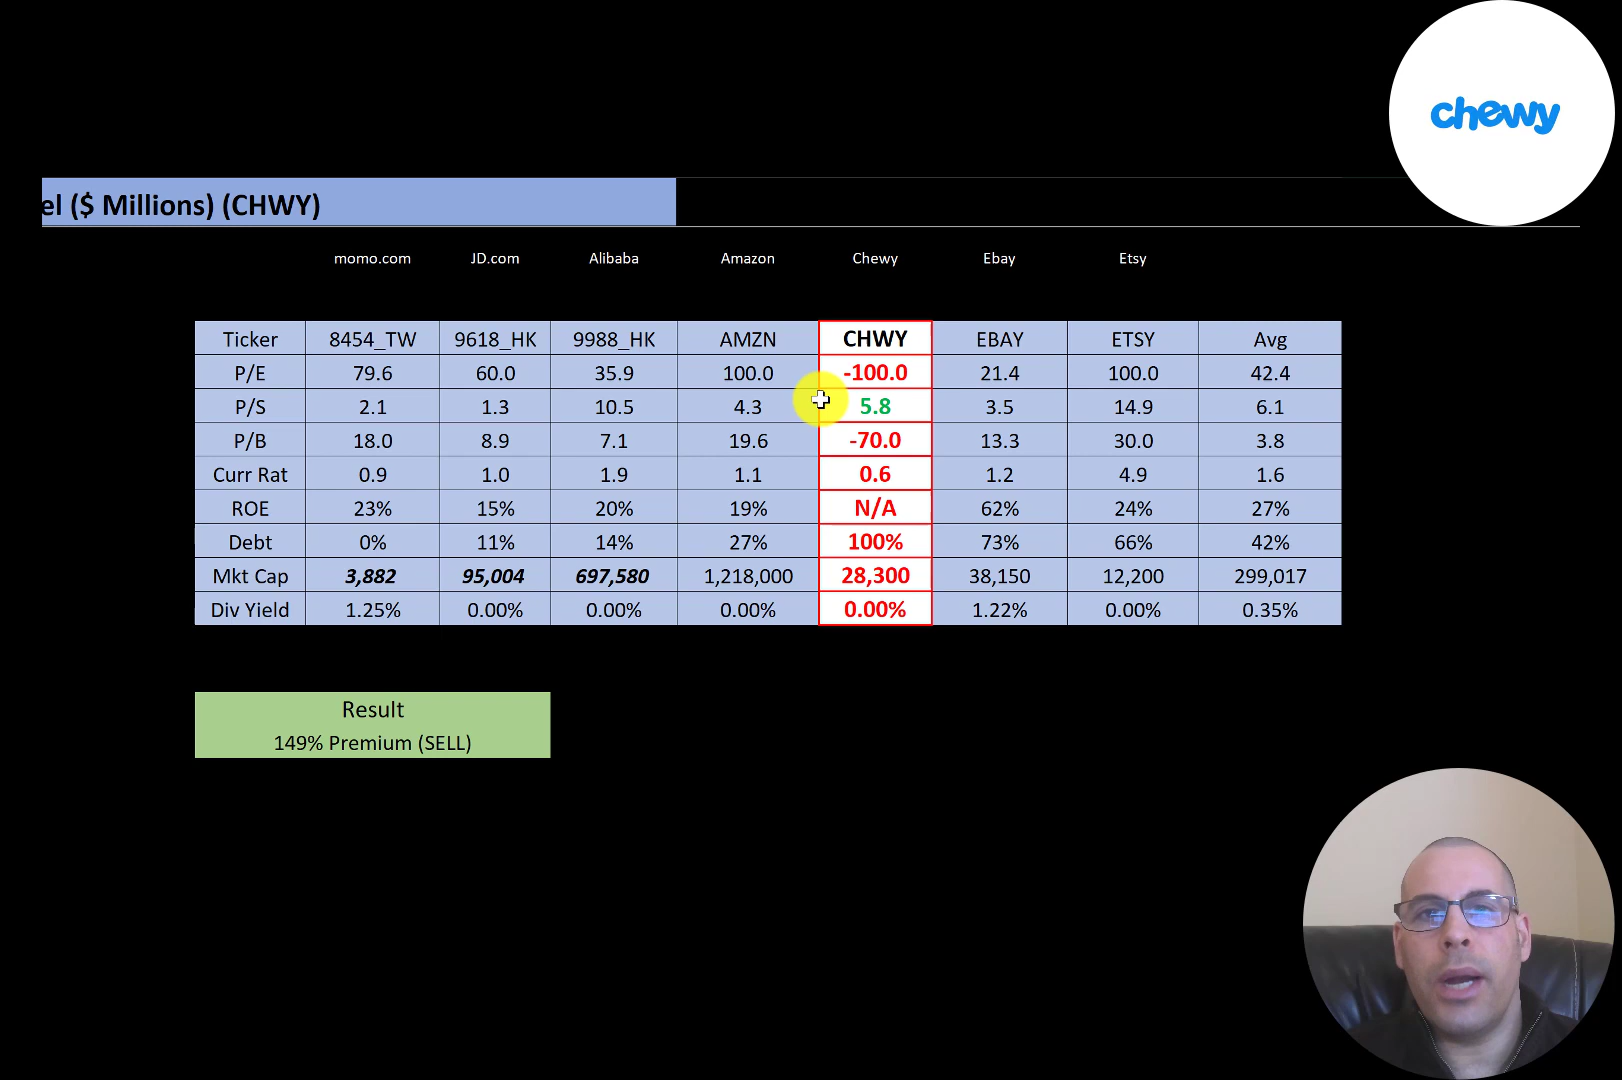 chewy
el ($ Millions) (CHWY)
momo.com JD.com Alibaba Amazon Chewy Ebay Etsy
Ticker 8454_TW 9618_HK 9988_HK AMZN CHWY EBAY ETSY Avg
P/E 79.6 60.0 35.9 100.0 -100.0 21.4 100.0 42.4
P/S 2.1 1.3 10.5 4.3 5.8 3.5 14.9 6.1
P/B 18.0 8.9 7.1 19.6 -70.0 13.3 30.0 3.8
Curr Rat 0.9 1.0 1.9 1.1 0.6 1.2 4.9 1.6
ROE 23% 15% 20% 19% N/A 62% 24% 27%
Debt 0% 11% 14% 27% 100% 73% 66% 42%
Mkt Cap 3,882 95,004 697,580 1,218,000 28,300 38,150 12,200 299,017
Div Yield 1.25% 0.00% 0.00% 0.00% 0.00% 1.22% 0.00% 0.35%
Result
149% Premium (SELL)